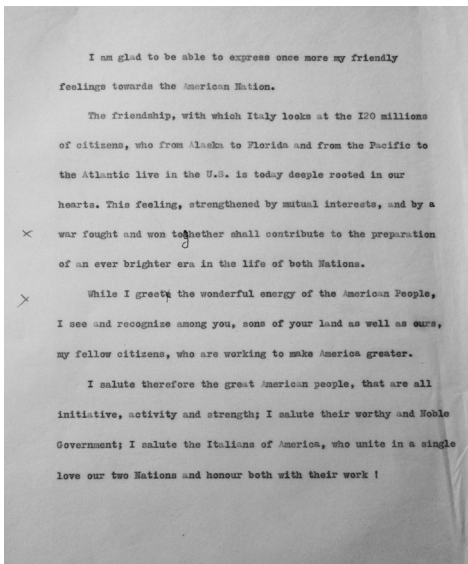 I am glad to be able to express once more my friendly
feelings towards the American Nation.
The friendship, with which Italy looks at the I20 millions
of citizens, who from Alaska to Florida and from the Pacific to
the Atlantic live in the U.S. is today deeple rooted in our
hearts. This feeling, strengthened by mutual interests, and by a
war fought and won together shall contribute to the preparation
of an ever brighter era in the life of both Nations.
While I greet the wonderful energy of the American People,
I see and recognize among you, sons of your land as well as ours,
my fellow citizens, who are working to make America greater.
I salute therefore the great American people, that are all
initiative, activity and strength; I salute their worthy and Noble
Government; I salute the Italians of America, who unite in a single
love our two Nations and honour both with their work !